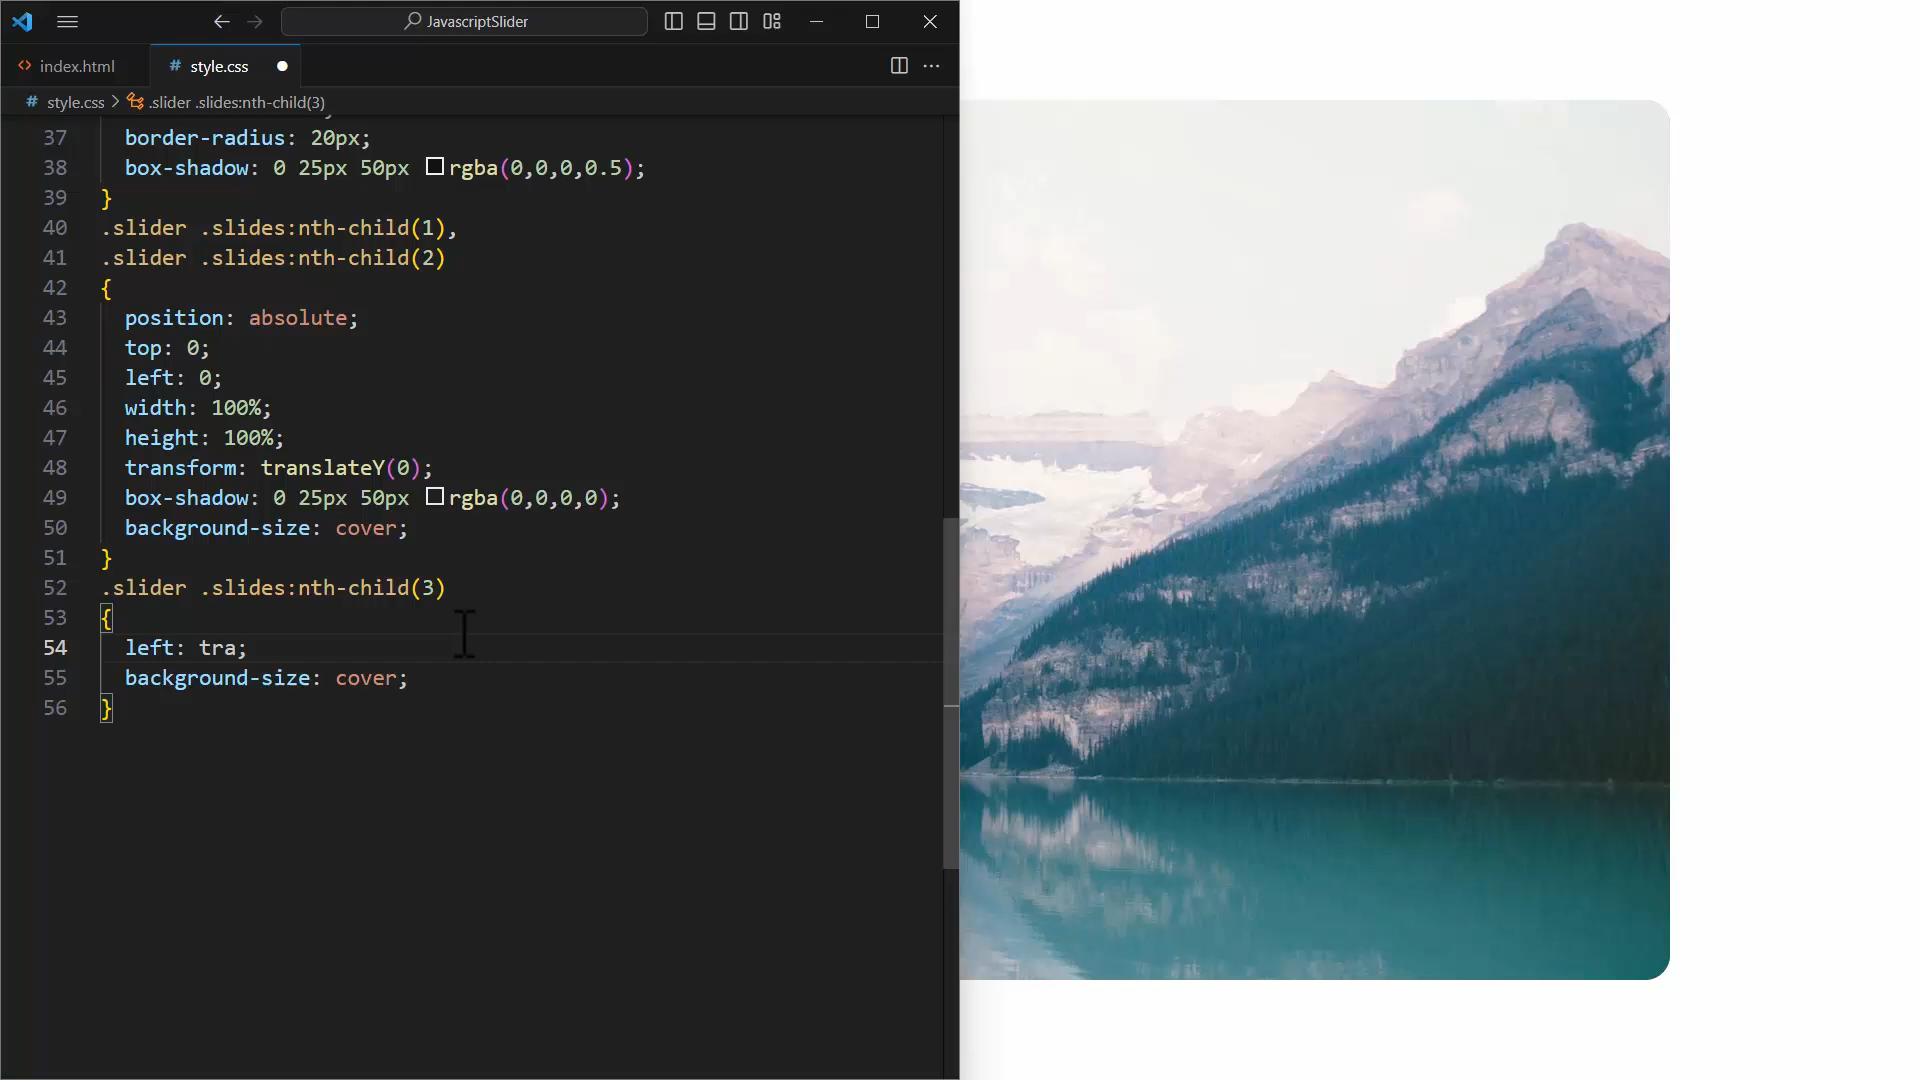 JavascriptSlider
index.html
# style.css
# style.css > .slider .slides:nth-child(3)
37 border-radius: 20px;
38 box-shadow: 0 25px 50px rgba(0,0,0,0.5);
39 }
40 .slider .slides:nth-child(1),
41 .slider .slides:nth-child(2)
42 {
43 position: absolute;
44 top: 0;
45 left: 0;
46 width: 100%;
47 height: 100%;
48 transform: translateY(0);
49 box-shadow: 0 25px 50px rgba(0,0,0,0);
50 background-size: cover;
51 }
52 .slider .slides:nth-child(3)
53 {
54 left: tra;
55 background-size: cover;
56 }